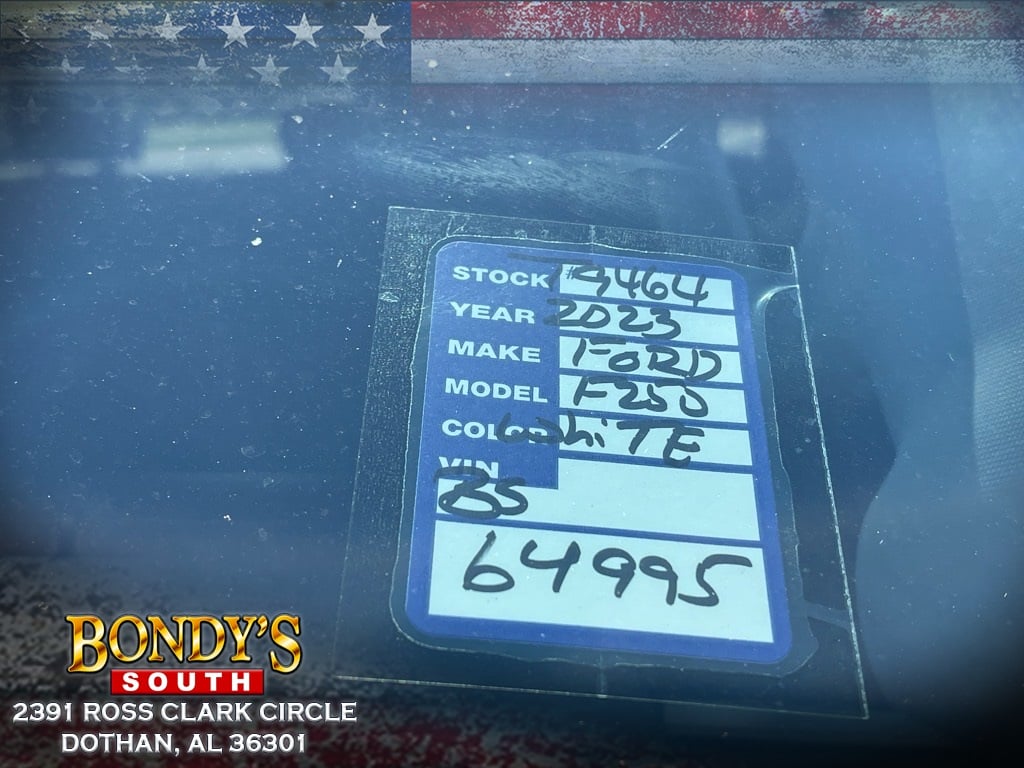 STOCK # T9464
YEAR 2023
MAKE FORD
MODEL F250
COLOR WhiTE
VIN
BS
64995
BONDY'S
SOUTH
2391 ROSS CLARK CIRCLE
DOTHAN, AL 36301